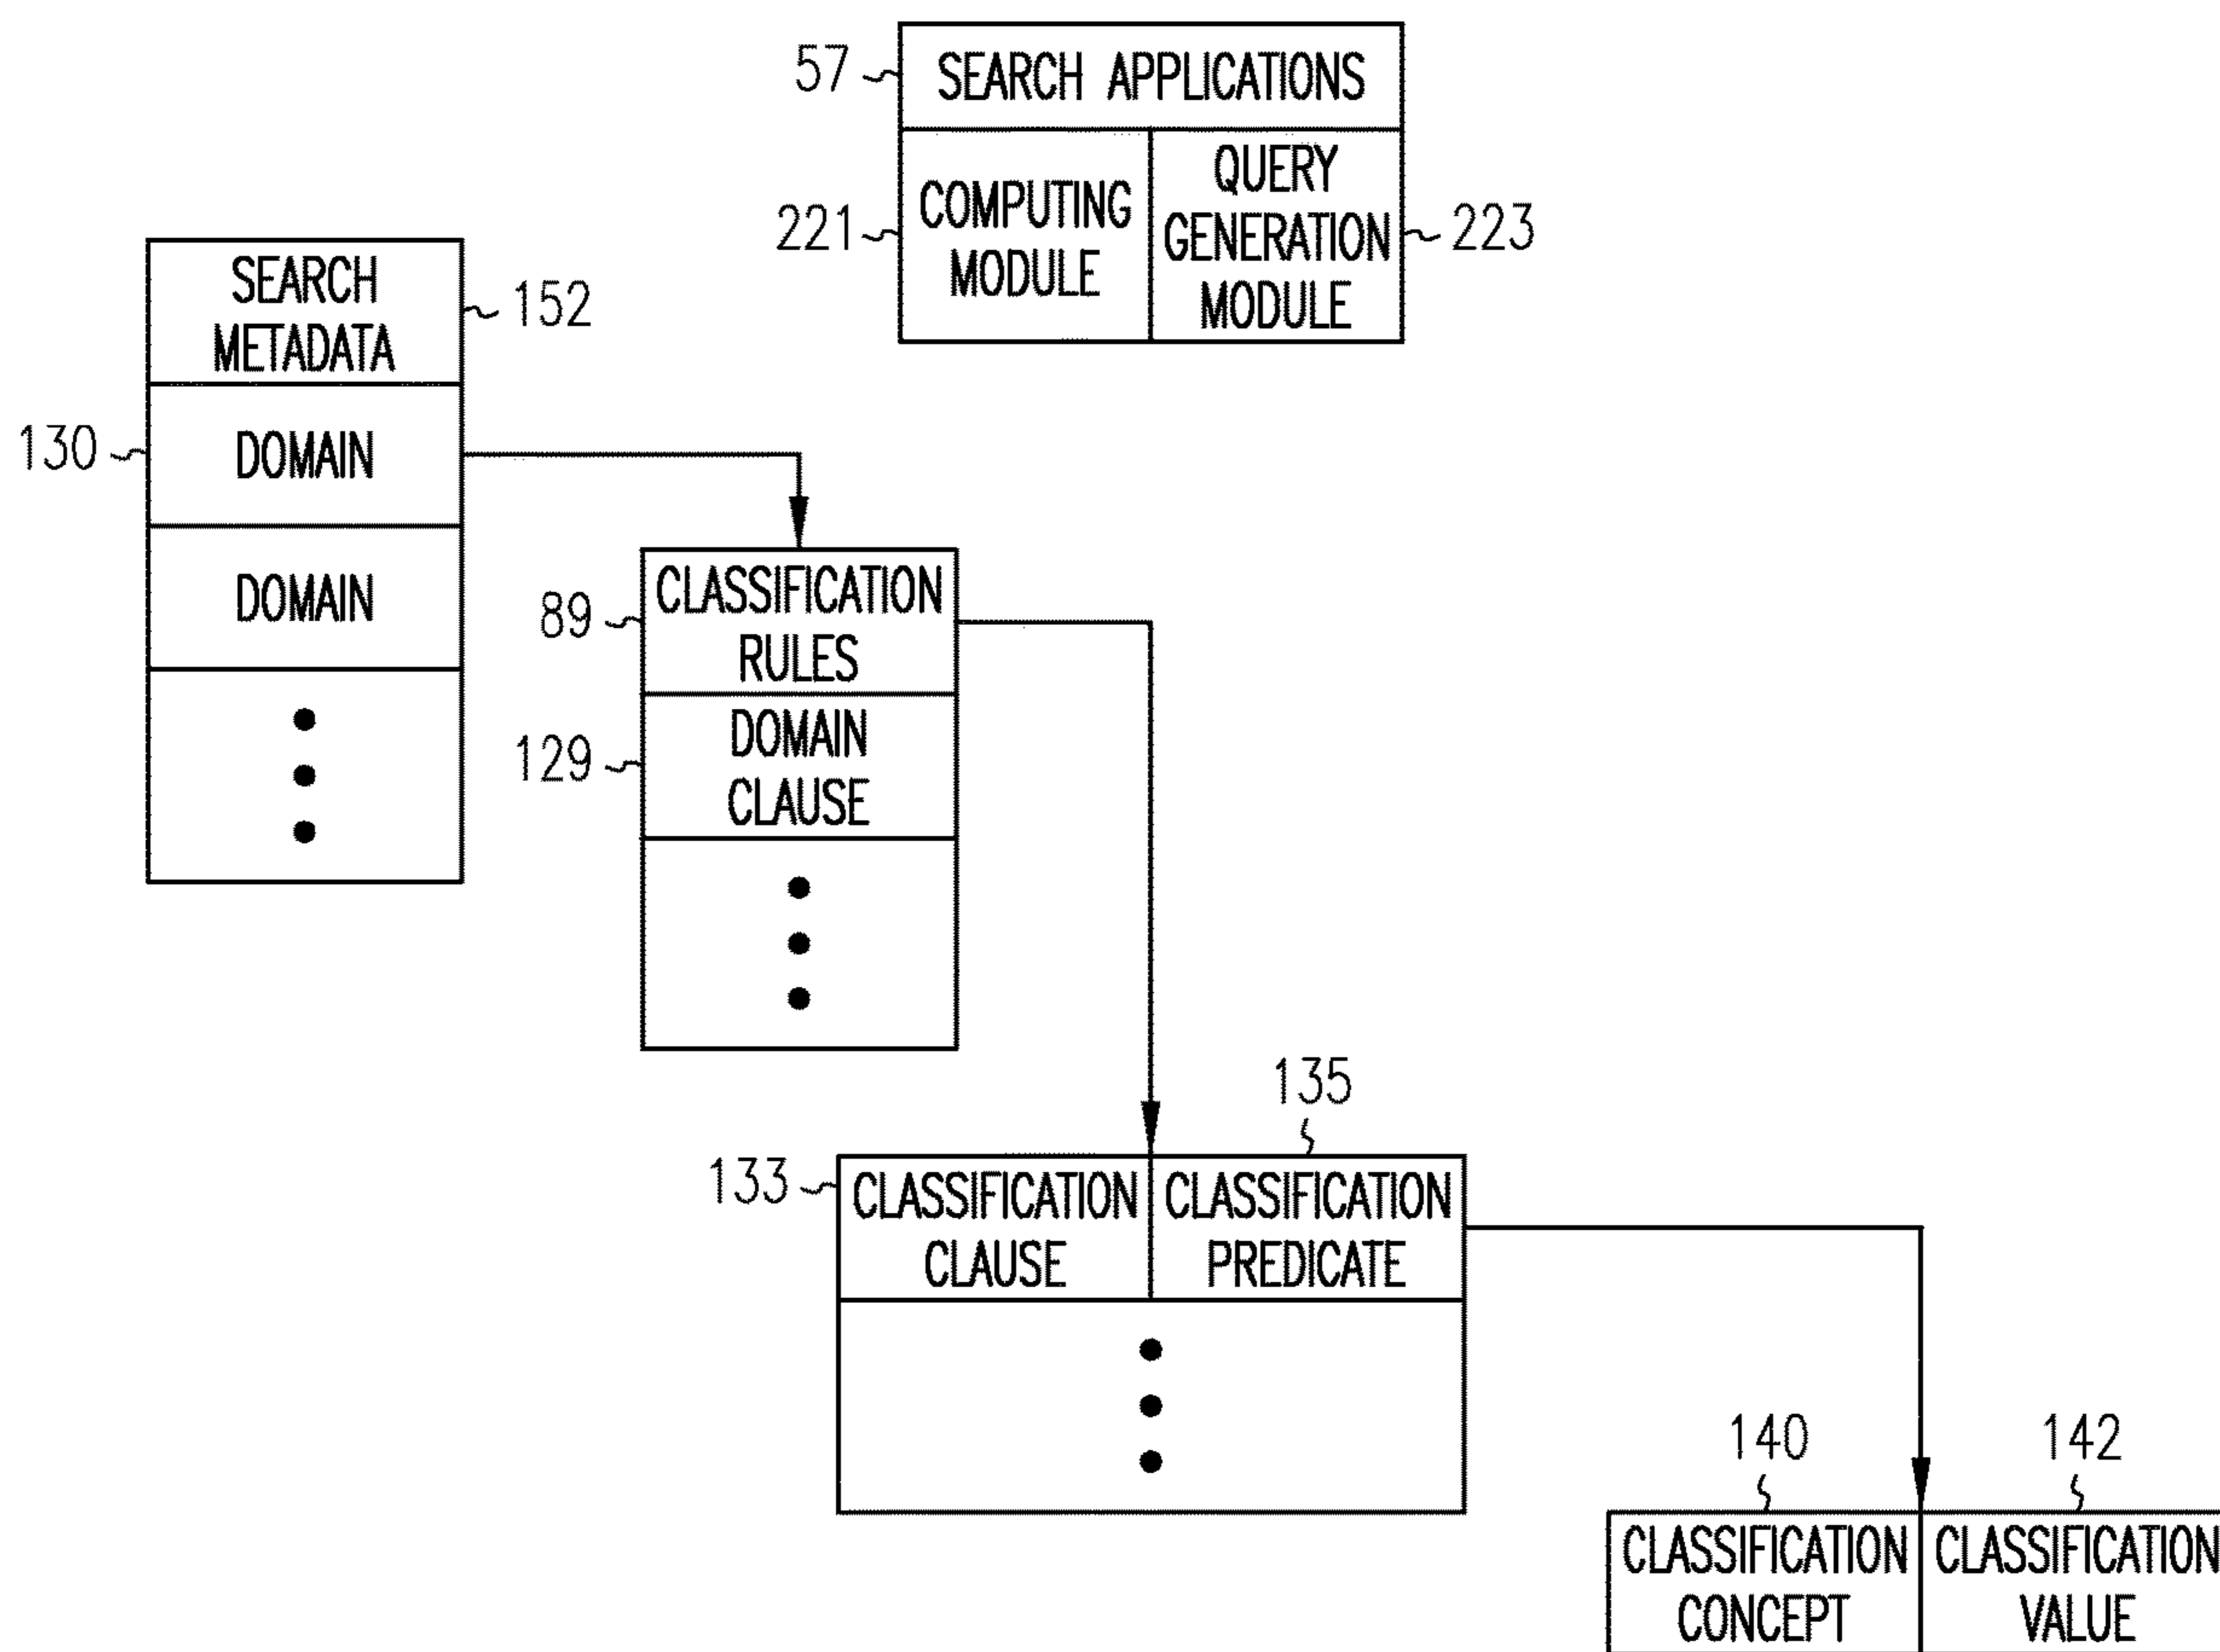 57
SEARCH APPLICATIONS
221
COMPUTING
MODULE
QUERY
GENERATION
MODULE
223
SEARCH
METADATA
152
130
DOMAIN
DOMAIN
89
CLASSIFICATION
RULES
129
DOMAIN
CLAUSE
133
CLASSIFICATION
CLAUSE
135
CLASSIFICATION
PREDICATE
140
CLASSIFICATION
CONCEPT
142
CLASSIFICATION
VALUE